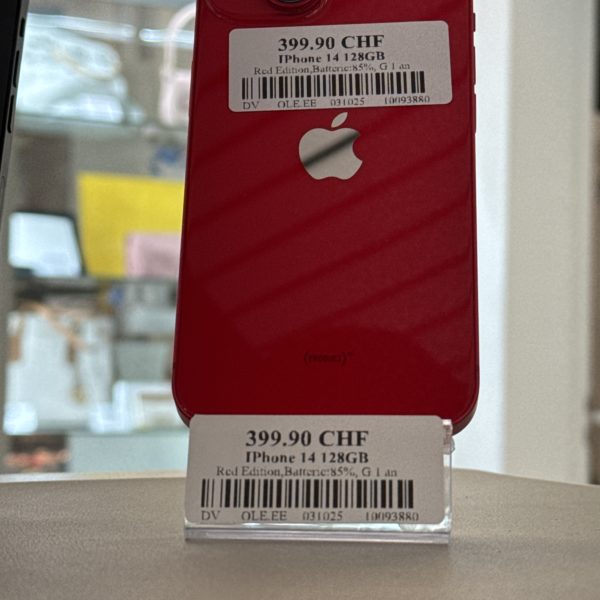 399.90 CHF
IPhone 14 128GB
Red Edition,Batterie:85%, G 1 an
DV OLE.EE 031025 10093880
(PRODUCT)
399.90 CHF
IPhone 14 128GB
Red Edition,Batterie:85%, G 1 an
DV OLE.EE 031025 10093880